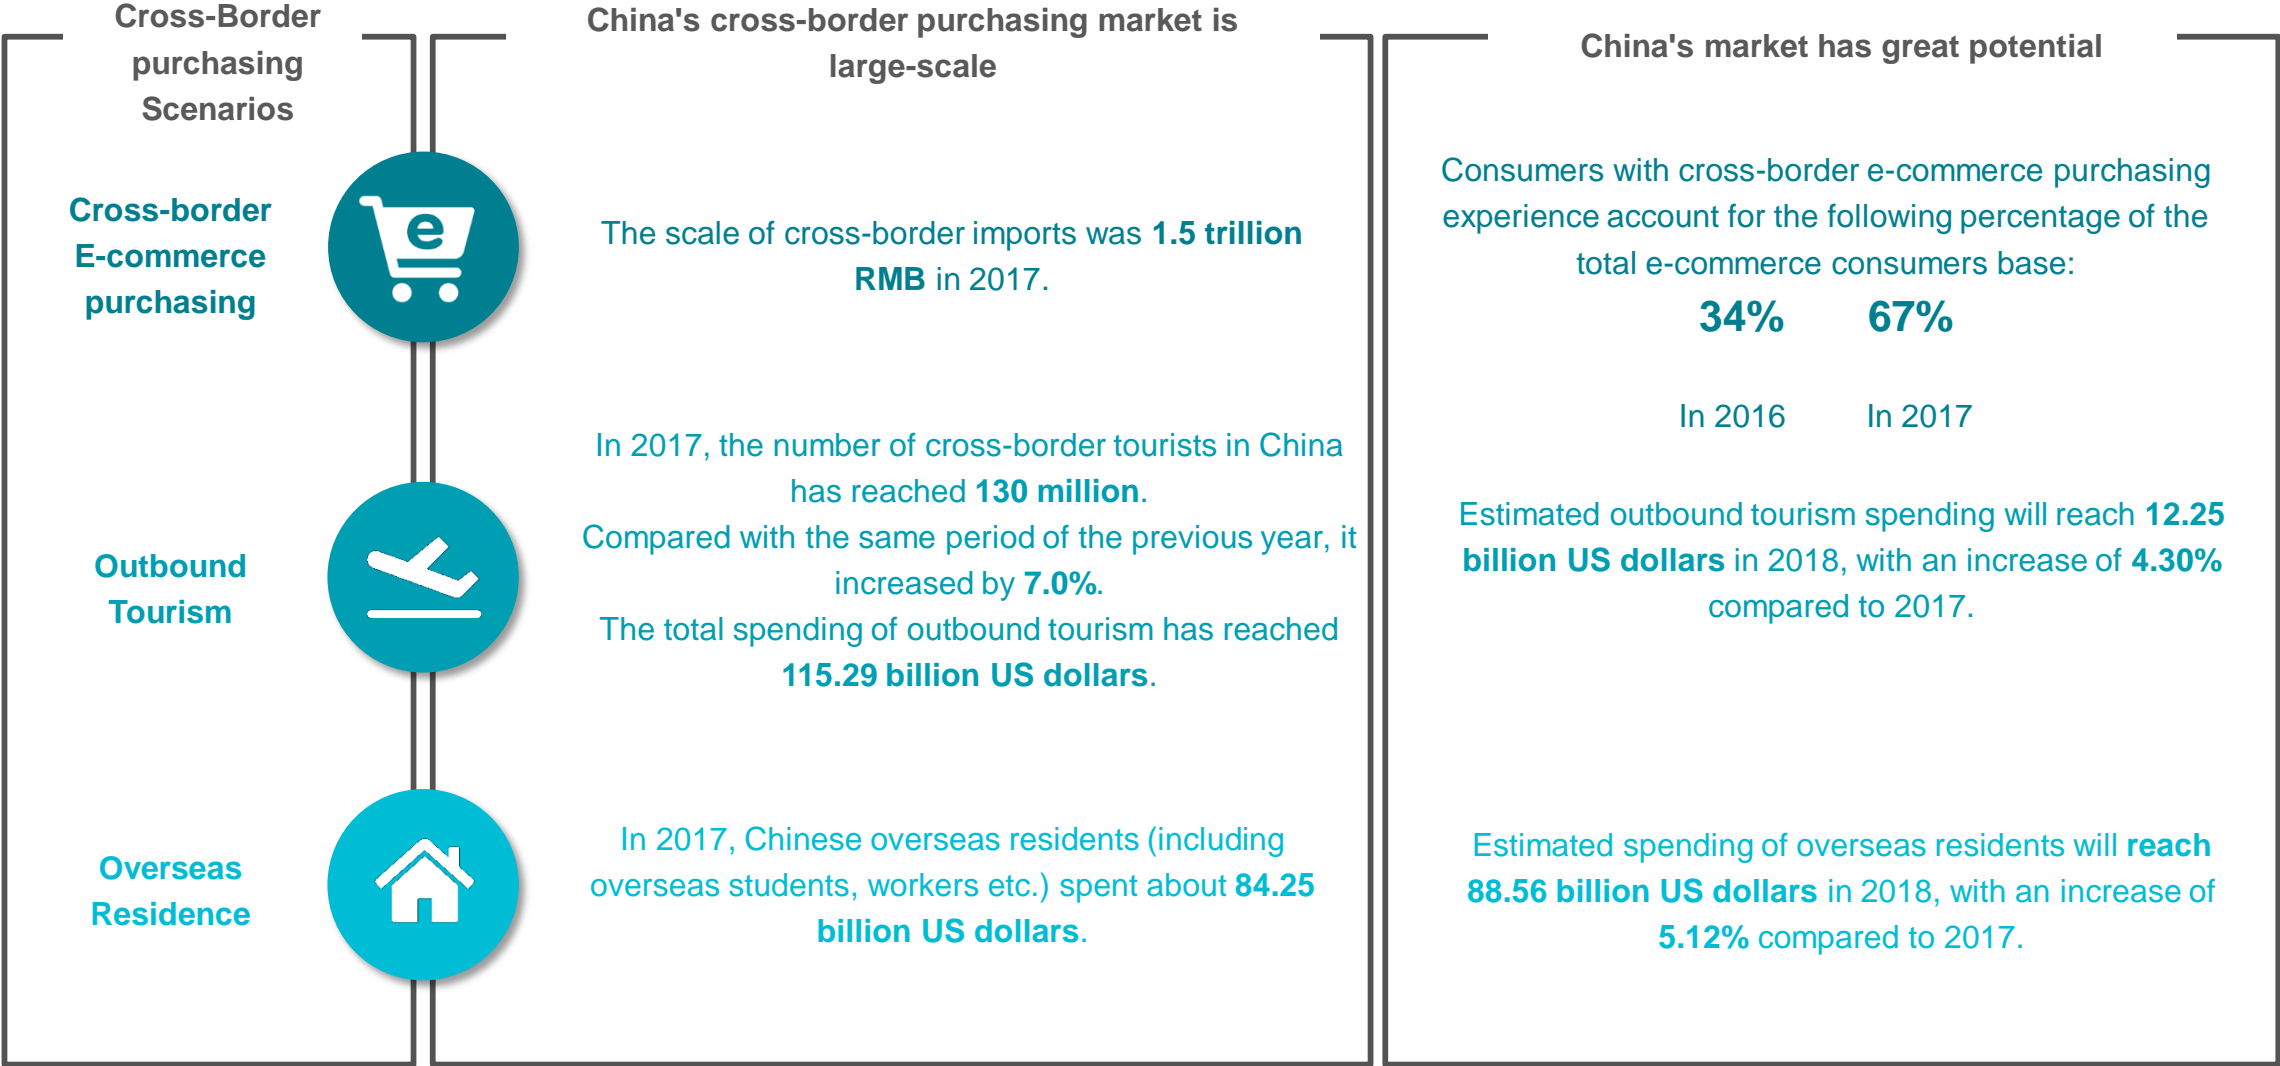 Cross-Border
purchasing
Scenarios
China's cross-border purchasing market is
large-scale
China's market has great potential
Cross-border
E-commerce
purchasing
e
The scale of cross-border imports was 1.5 trillion
RMB in 2017.
Consumers with cross-border e-commerce purchasing
experience account for the following percentage of the
total e-commerce consumers base:
34% 67%
In 2016 In 2017
Outbound
Tourism
In 2017, the number of cross-border tourists in China
has reached 130 million.
Compared with the same period of the previous year, it
increased by 7.0%.
The total spending of outbound tourism has reached
115.29 billion US dollars.
Estimated outbound tourism spending will reach 12.25
billion US dollars in 2018, with an increase of 4.30%
compared to 2017.
Overseas
Residence
In 2017, Chinese overseas residents (including
overseas students, workers etc.) spent about 84.25
billion US dollars.
Estimated spending of overseas residents will reach
88.56 billion US dollars in 2018, with an increase of
5.12% compared to 2017.